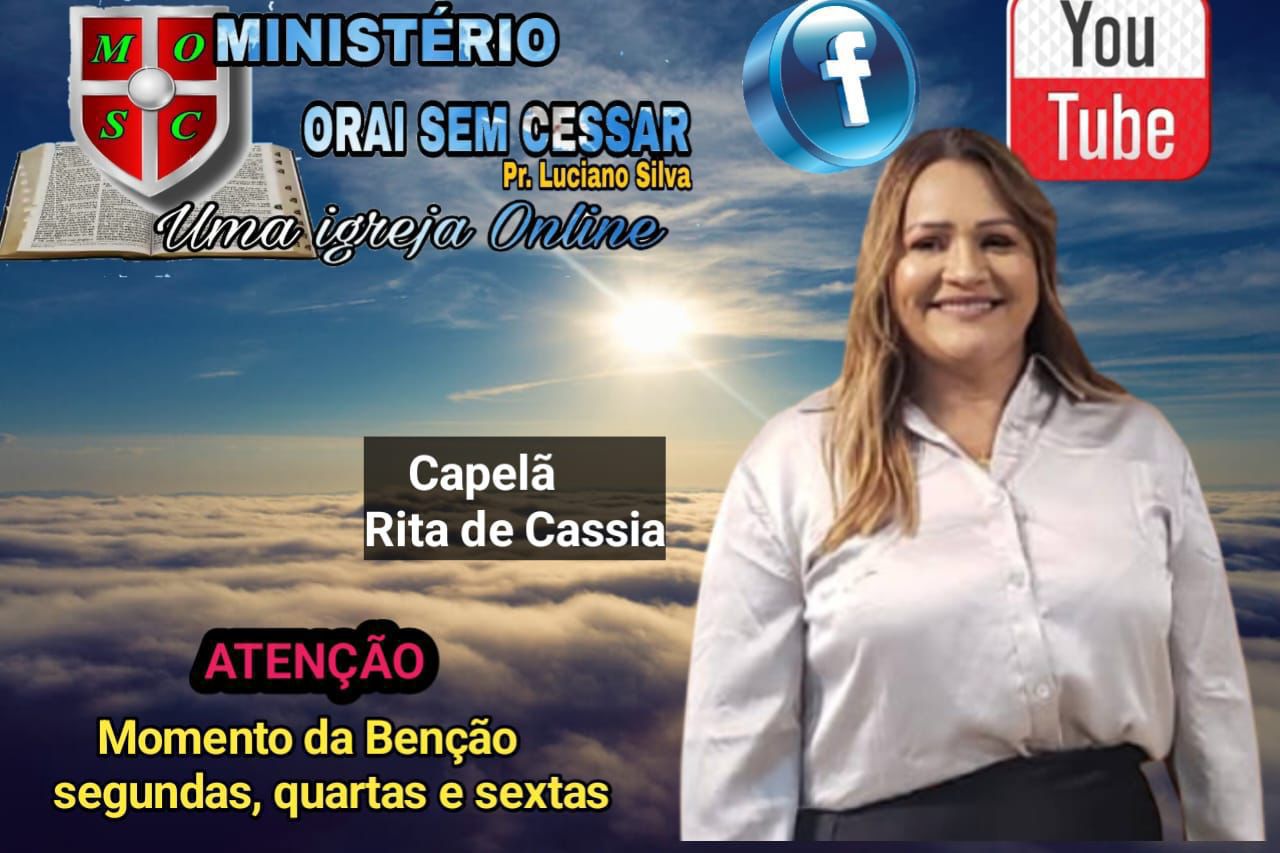 M O
S C
MINISTÉRIO
ORAI SEM CESSAR
Pr. Luciano Silva
Uma igreja Online
f
You
Tube
Capelã
Rita de Cassia
ATENÇÃO
Momento da Benção
segundas, quartas e sextas